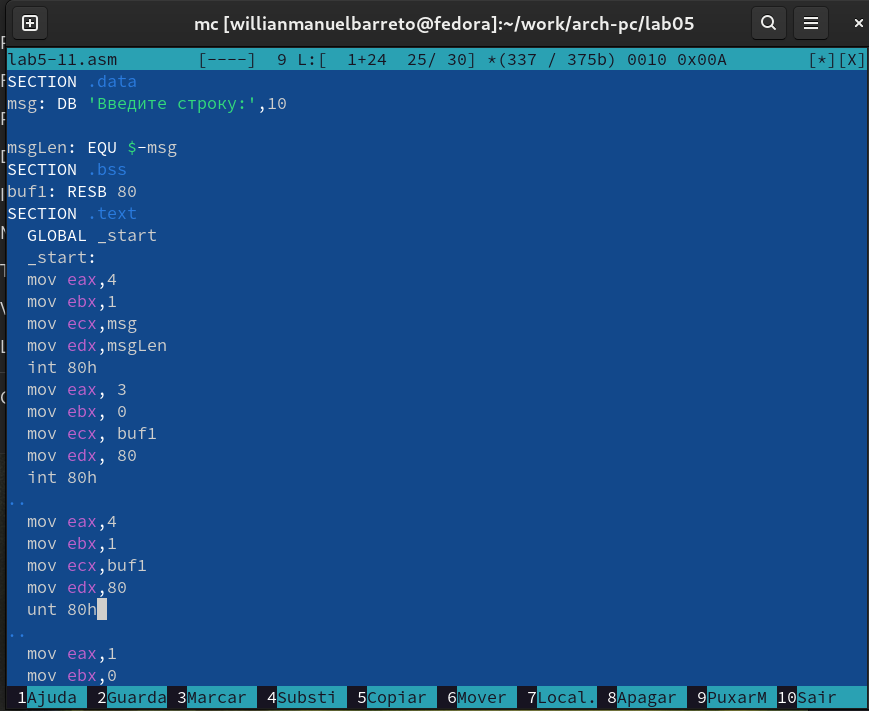 mc [willianmanuelbarreto@fedora]:~/work/arch-pc/lab05
lab5-11.asm [----] 9 L:[ 1+24 25/ 30] *(337 / 375b) 0010 0x00A [*][X]
SECTION .data
msg: DB 'Введите строку:',10
msgLen: EQU $-msg
SECTION .bss
buf1: RESB 80
SECTION .text
GLOBAL _start
_start:
mov eax,4
mov ebx,1
mov ecx,msg
mov edx,msgLen
int 80h
mov eax, 3
mov ebx, 0
mov ecx, buf1
mov edx, 80
int 80h
..
mov eax,4
mov ebx,1
mov ecx,buf1
mov edx,80
unt 80h
..
mov eax,1
mov ebx,0
1Ajuda 2Guarda 3Marcar 4Substi 5Copiar 6Mover 7Local. 8Apagar 9PuxarM 10Sair